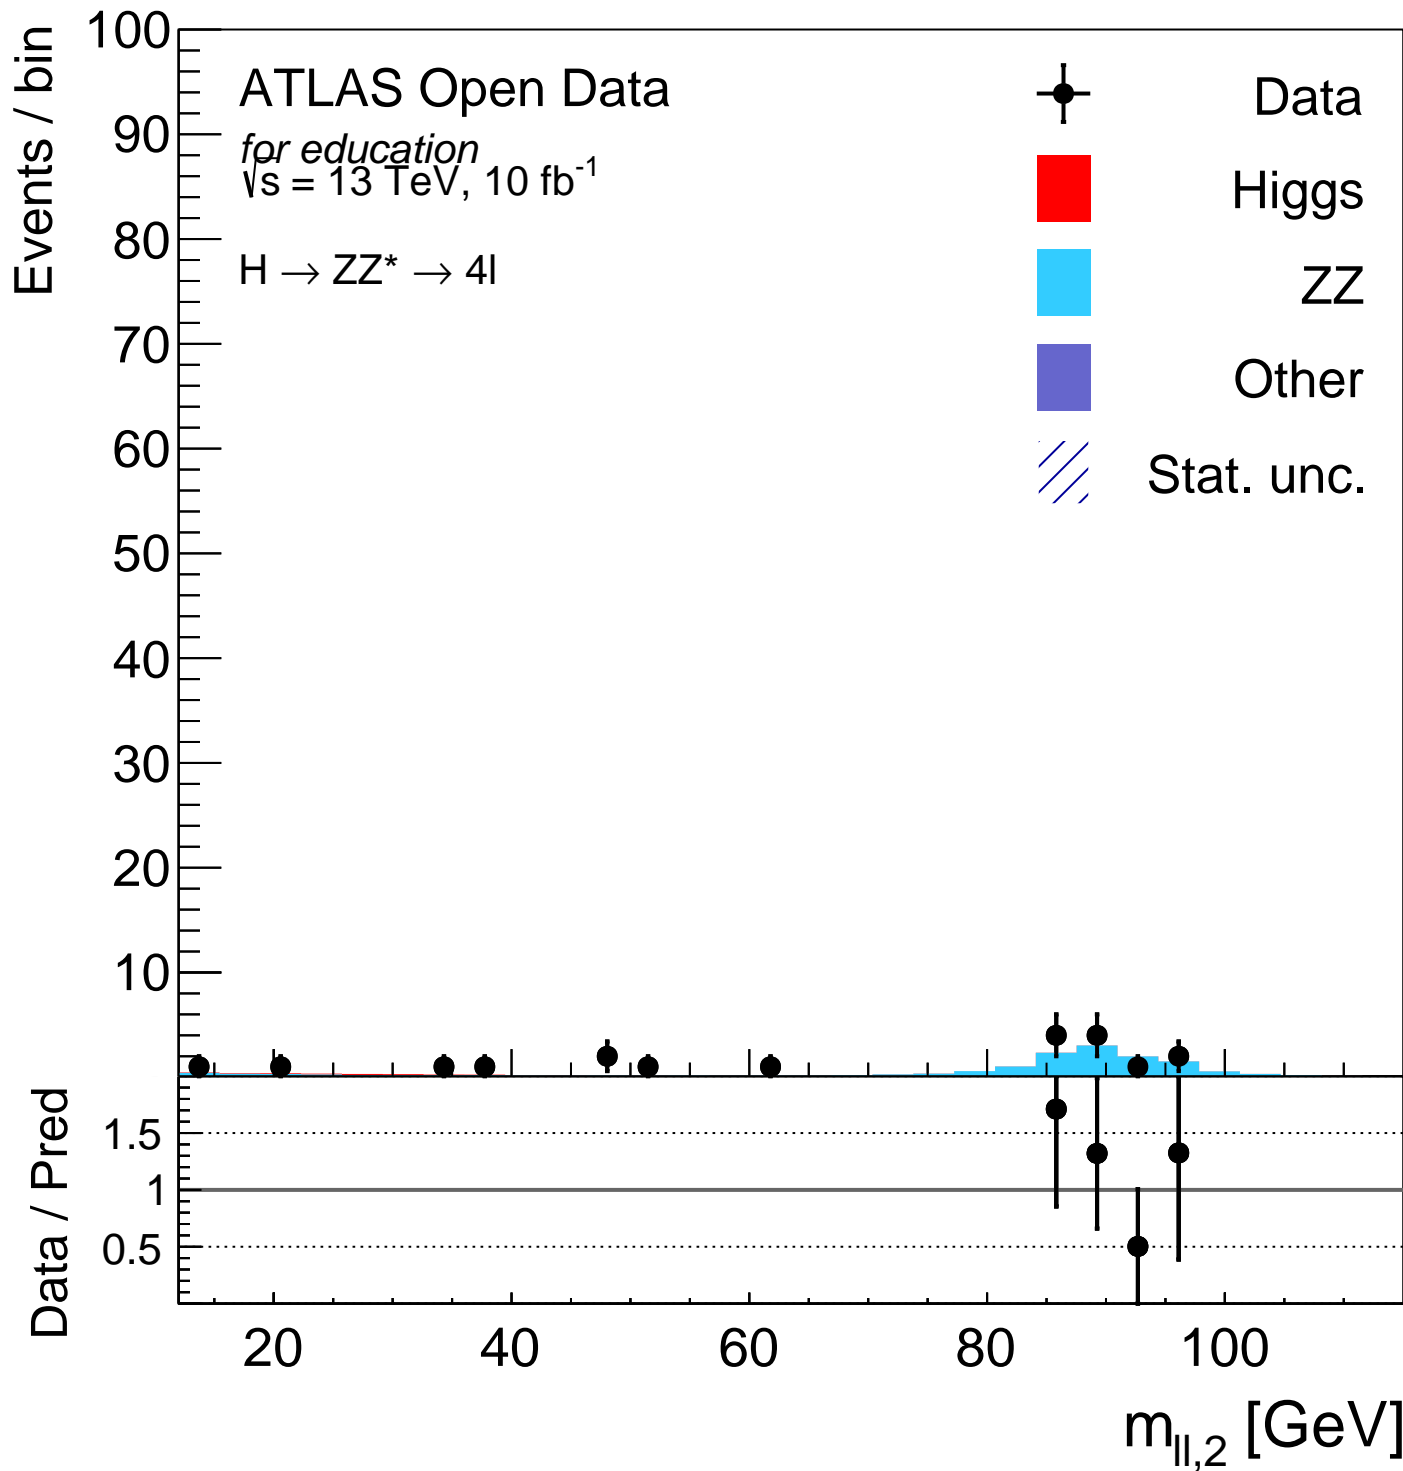 Events / bin
100
90
80
70
60
50
40
30
20
10
ATLAS Open Data
for education
√s = 13 TeV, 10 fb⁻¹
H → ZZ* → 4l
Data
Higgs
ZZ
Other
Stat. unc.
Data / Pred
1.5
1
0.5
20 40 60 80 100
m_ll,2 [GeV]